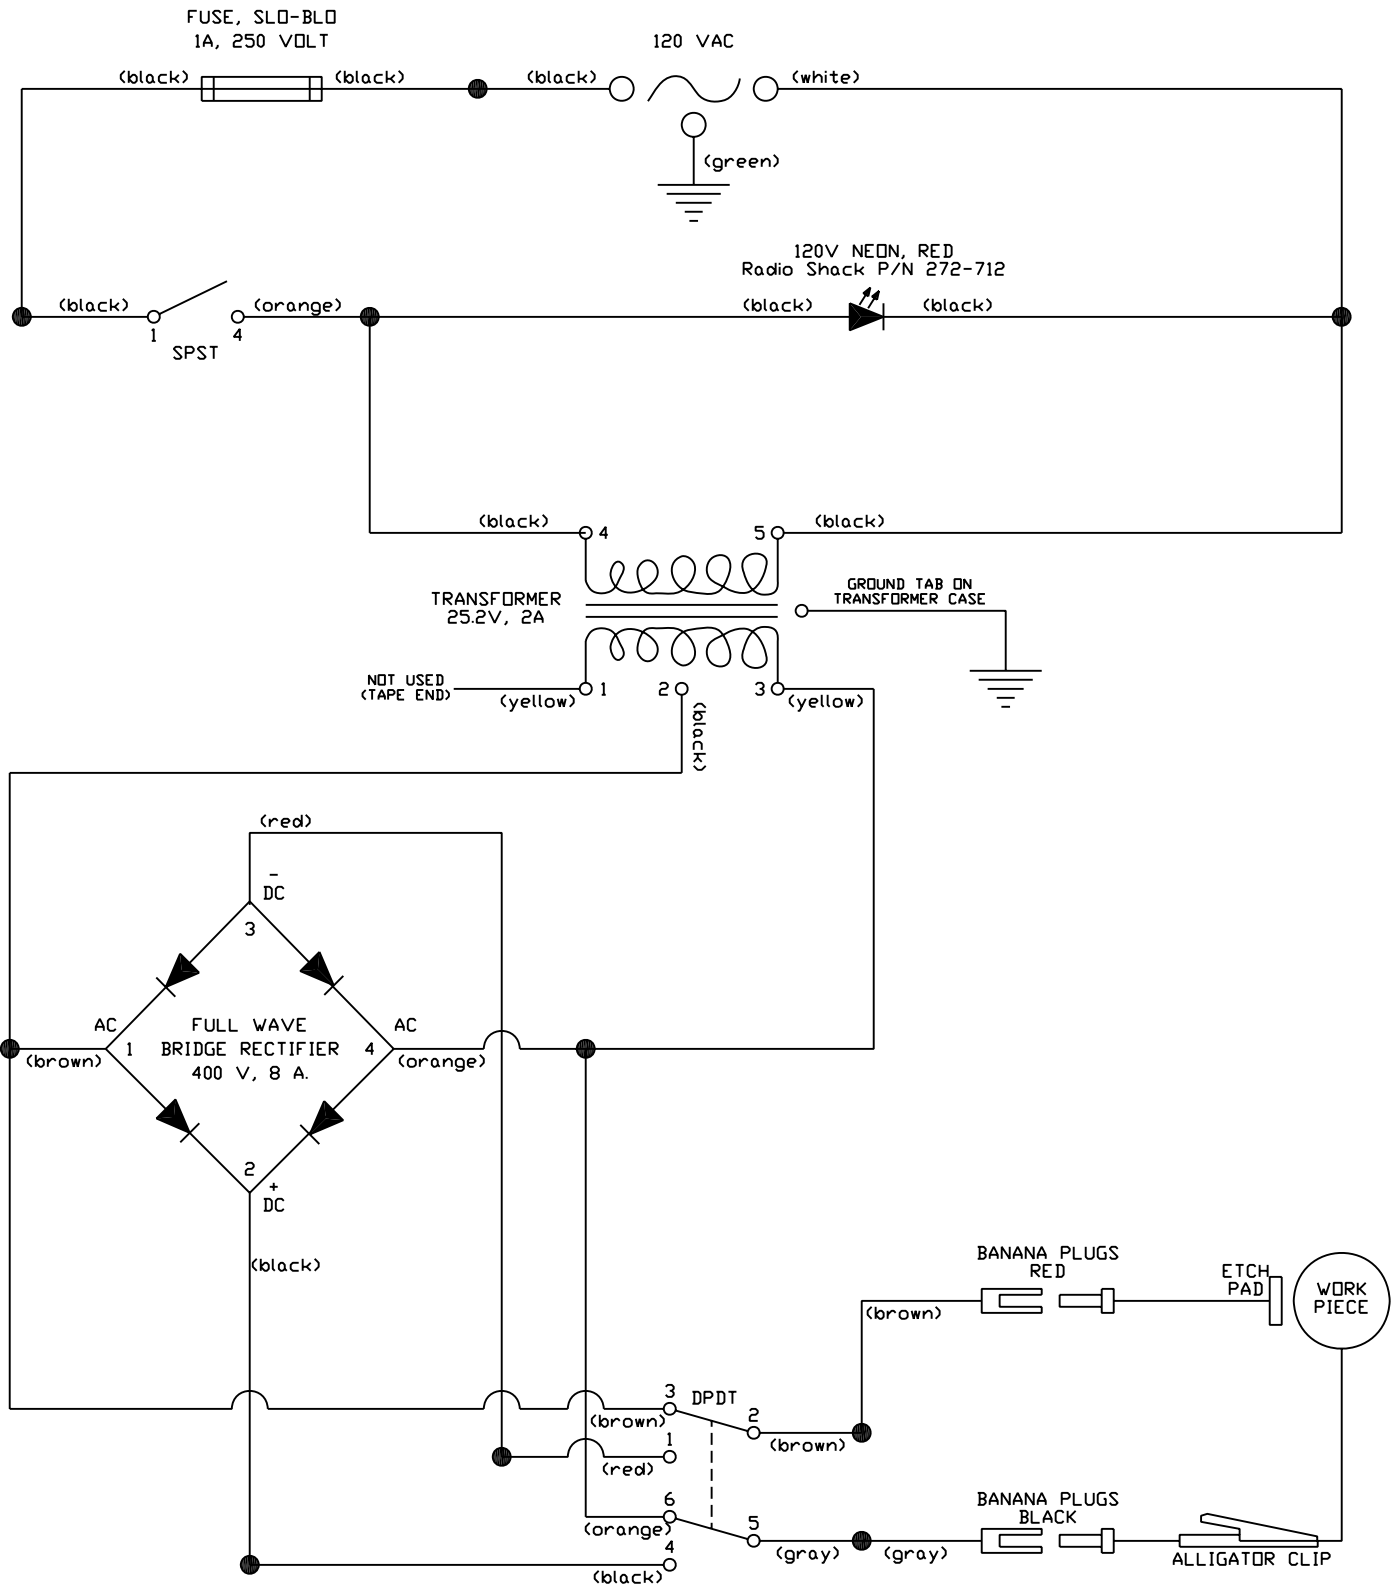 FUSE, SLO-BLO
1A, 250 VOLT
120 VAC
(black)
(black)
(black)
(white)
(green)
120V NEON, RED
Radio Shack P/N 272-712
(black)
(orange)
(black)
(black)
1
4
SPST
(black)
4
5
(black)
TRANSFORMER
25.2V, 2A
GROUND TAB ON
TRANSFORMER CASE
NOT USED
(TAPE END)
(yellow)
1
2
(black)
3
(yellow)
(red)
-
DC
3
AC
AC
1
FULL WAVE
BRIDGE RECTIFIER
400 V, 8 A.
4
(brown)
(orange)
2
+
DC
(black)
BANANA PLUGS
RED
ETCH
PAD
WORK
PIECE
(brown)
3
DPDT
(brown)
2
(brown)
1
(red)
6
(orange)
5
(gray)
(gray)
BANANA PLUGS
BLACK
ALLIGATOR CLIP
4
(black)